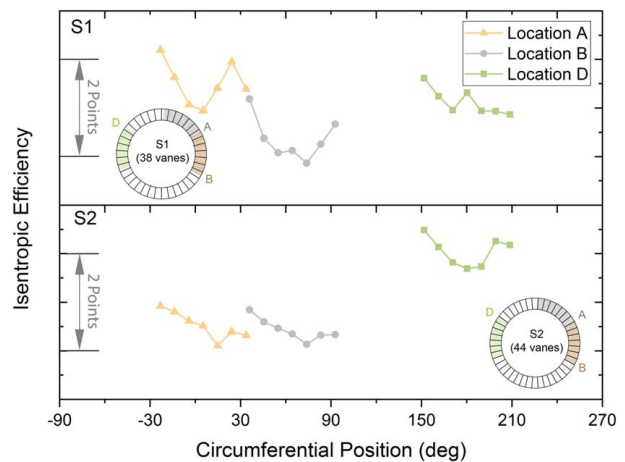 S1
Location A
Location B
Location D
2 Points
D
A
S1
(38 vanes)
B
Isentropic Efficiency
S2
2 Points
D
A
S2
(44 vanes)
B
-90 -30 30 90 150 210 270
Circumferential Position (deg)